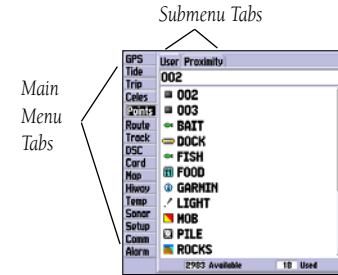 Submenu Tabs
Main
Menu
Tabs
GPS
Tide
Trip
Celes
Points
Route
Track
DSC
Card
Map
Hiway
Temp
Sonar
Setup
Comm
Alarm
User Proximity
002
002
003
BAIT
DOCK
FISH
FOOD
GARMIN
LIGHT
MOB
PILE
ROCKS
2983 Available 18 Used